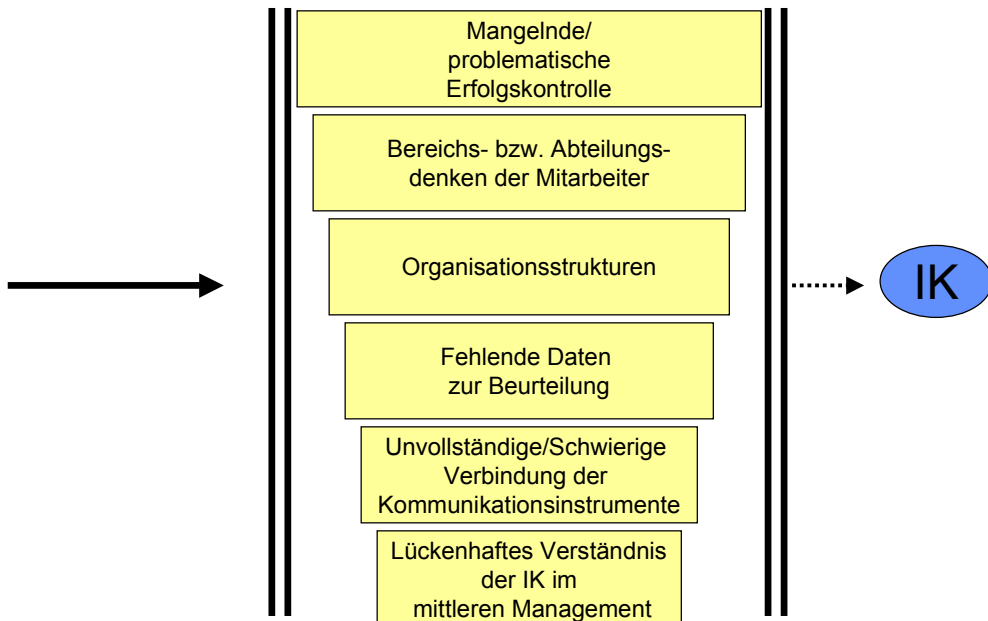 Mangelnde/
problematische
Erfolgskontrolle
Bereichs- bzw. Abteilungs-
denken der Mitarbeiter
Organisationsstrukturen
IK
Fehlende Daten
zur Beurteilung
Unvollständige/Schwierige
Verbindung der
Kommunikationsinstrumente
Lückenhaftes Verständnis
der IK im
mittleren Management